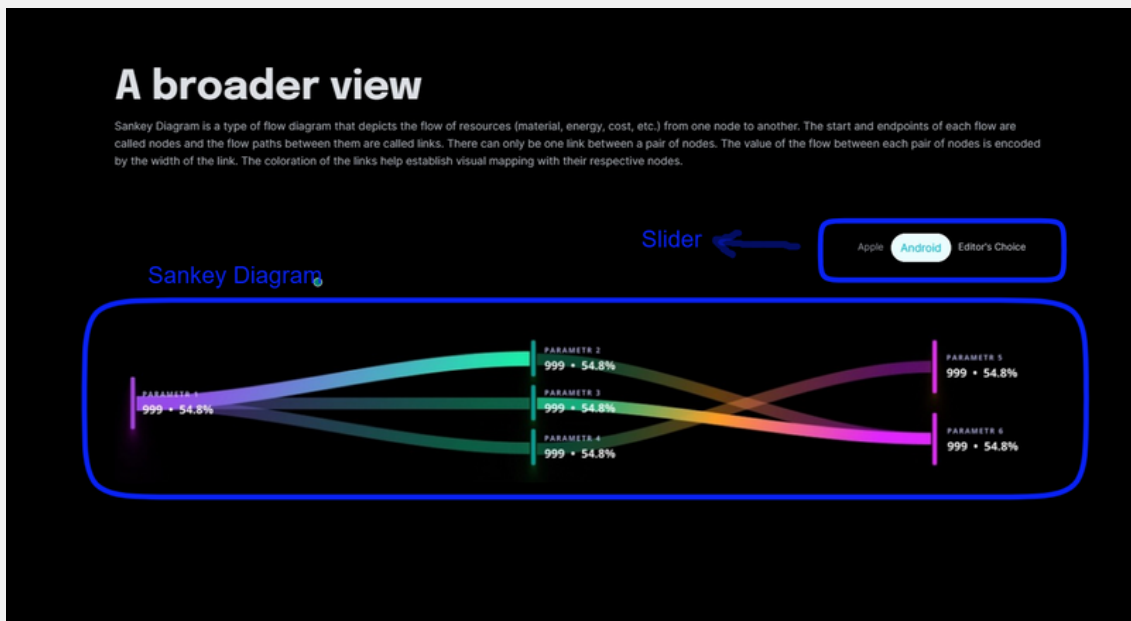 A broader view
Sankey Diagram is a type of flow diagram that depicts the flow of resources (material, energy, cost, etc.) from one node to another. The start and endpoints of each flow are
called nodes and the flow paths between them are called links. There can only be one link between a pair of nodes. The value of the flow between each pair of nodes is encoded
by the width of the link. The coloration of the links help establish visual mapping with their respective nodes.
Slider
Apple Android Editor's Choice
Sankey Diagram
PARAMETR 1
999 • 54.8%
PARAMETR 2
999 • 54.8%
PARAMETR 3
999 • 54.8%
PARAMETR 4
999 • 54.8%
PARAMETR 5
999 • 54.8%
PARAMETR 6
999 • 54.8%